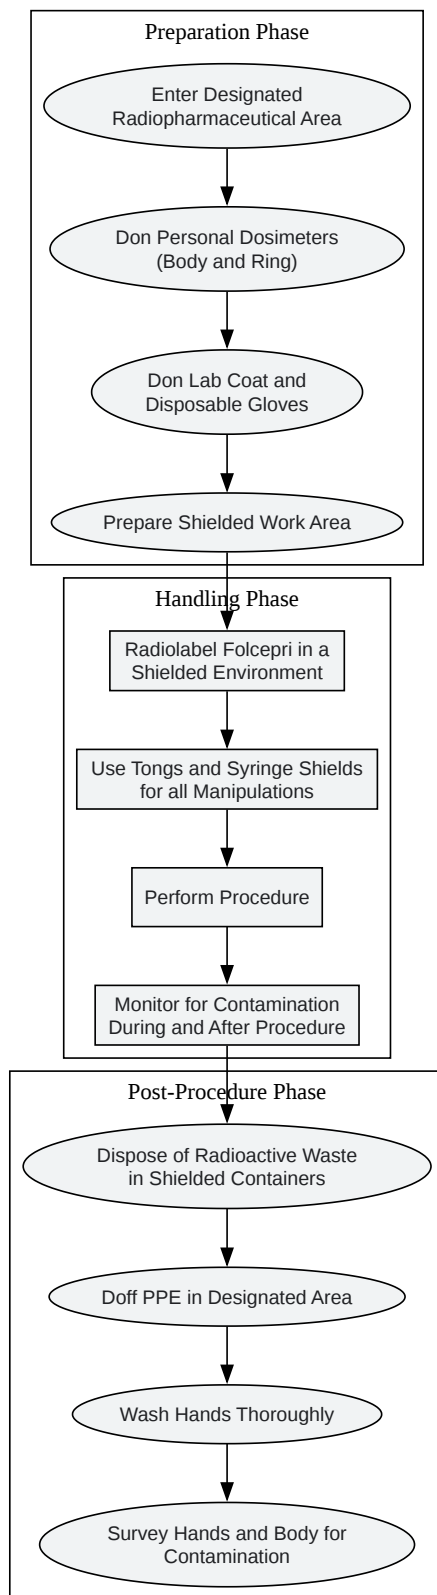 Preparation Phase
Enter Designated
Radiopharmaceutical Area
Don Personal Dosimeters
(Body and Ring)
Don Lab Coat and
Disposable Gloves
Prepare Shielded Work Area
Handling Phase
Radiolabel Folcepri in a
Shielded Environment
Use Tongs and Syringe Shields
for all Manipulations
Perform Procedure
Monitor for Contamination
During and After Procedure
Post-Procedure Phase
Dispose of Radioactive Waste
in Shielded Containers
Doff PPE in Designated Area
Wash Hands Thoroughly
Survey Hands and Body for
Contamination